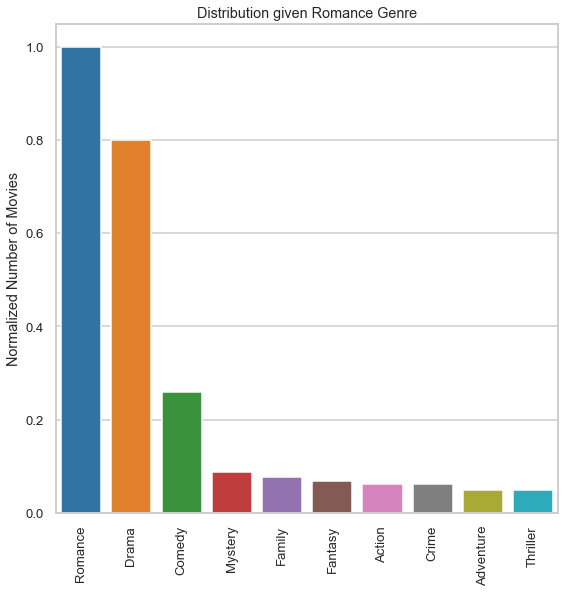 Distribution given Romance Genre
Normalized Number of Movies
1.0
0.8
0.6
0.4
0.2
0.0
Romance
Drama
Comedy
Mystery
Family
Fantasy
Action
Crime
Adventure
Thriller